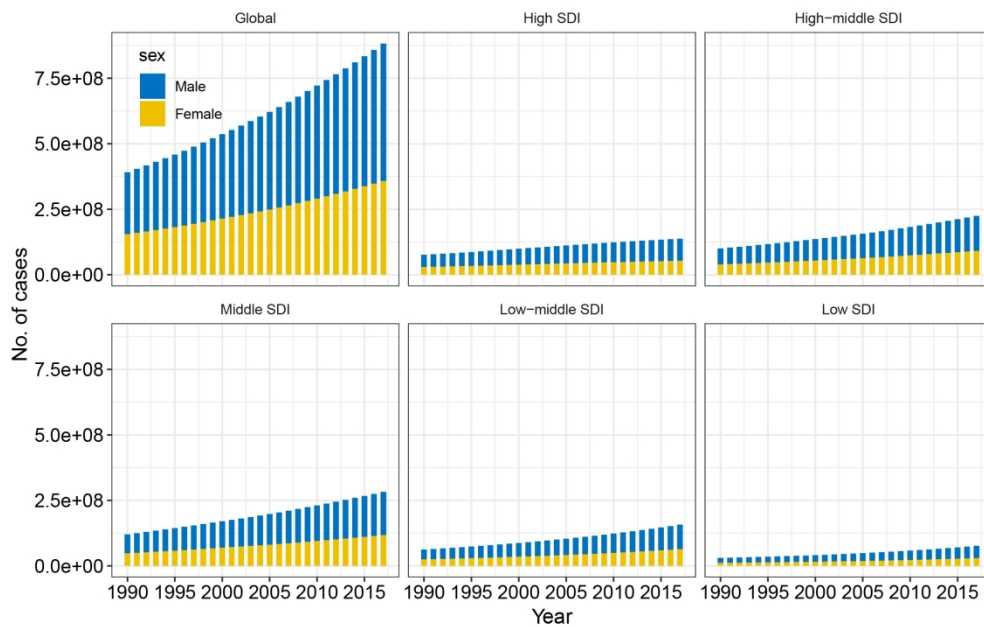 Global
High SDI
High−middle SDI
sex
Male
Female
7.5e+08
5.0e+08
2.5e+08
0.0e+00
No. of cases
Middle SDI
Low−middle SDI
Low SDI
7.5e+08
5.0e+08
2.5e+08
0.0e+00
1990 1995 2000 2005 2010 2015
1990 1995 2000 2005 2010 2015
1990 1995 2000 2005 2010 2015
Year